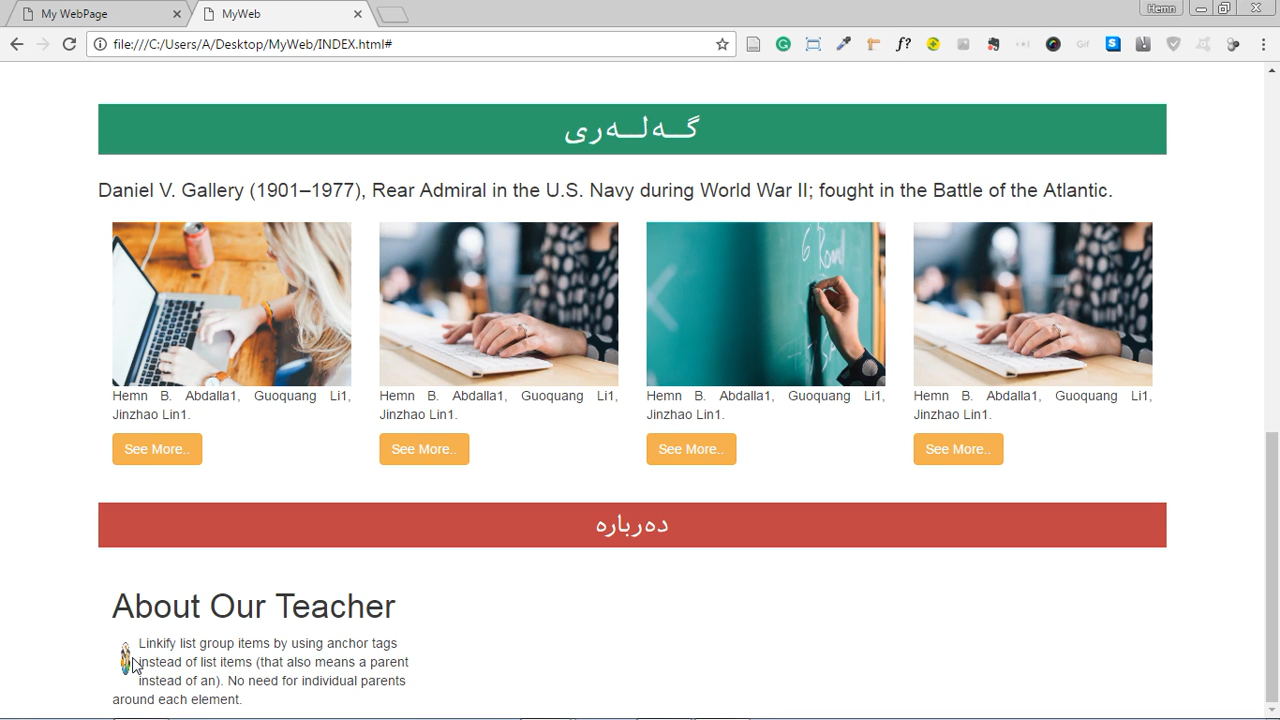 My WebPage
MyWeb
Hemn
file:///C:/Users/A/Desktop/MyWeb/INDEX.html#
f?
Gif
گـــەلـــەری
Daniel V. Gallery (1901–1977), Rear Admiral in the U.S. Navy during World War II; fought in the Battle of the Atlantic.
Hemn B. Abdalla1, Guoquang Li1,
Jinzhao Lin1.
See More..
Hemn B. Abdalla1, Guoquang Li1,
Jinzhao Lin1.
See More..
6 Rom
Hemn B. Abdalla1, Guoquang Li1,
Jinzhao Lin1.
See More..
Hemn B. Abdalla1, Guoquang Li1,
Jinzhao Lin1.
See More..
دەربارە
About Our Teacher
Linkify list group items by using anchor tags
instead of list items (that also means a parent
instead of an). No need for individual parents
around each element.